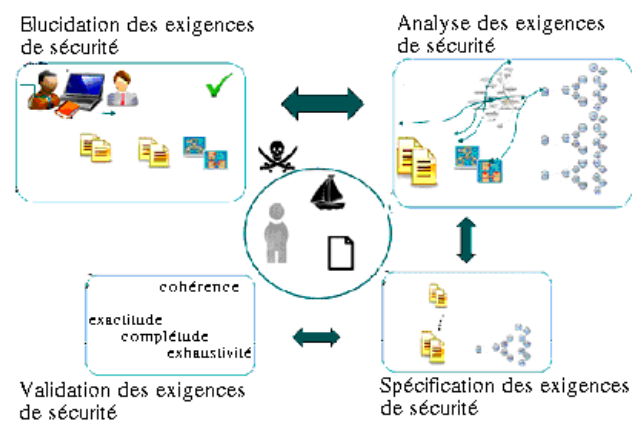 Elucidation des exigences
de sécurité
Analyse des exigences
de sécurité
cohérence
exactitude
complétude
exhaustivité
Validation des exigences
de sécurité
Spécification des exigences
de sécurité